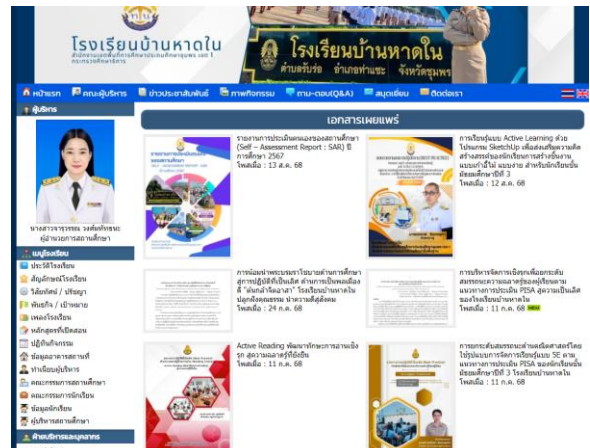 โรงเรียนบ้านหาดใน
สำนักงานเขตพื้นที่การศึกษาประถมศึกษาชุมพร เขต 1
กระทรวงศึกษาธิการ
โรงเรียนบ้านหาดใน
ตำบลรับร่อ อำเภอท่าแซะ จังหวัดชุมพร
หน้าแรก คณะผู้บริหาร ข่าวประชาสัมพันธ์ ภาพกิจกรรม ถาม-ตอบ(Q&A) สมุดเยี่ยม ติดต่อเรา
ผู้บริหาร
ผู้อำนวยการสถานศึกษา
เมนูโรงเรียน
ประวัติโรงเรียน
สัญลักษณ์โรงเรียน
วิสัยทัศน์ / ปรัชญา
พันธกิจ / เป้าหมาย
เพลงโรงเรียน
หลักสูตรที่เปิดสอน
ปฏิทินกิจกรรม
ข้อมูลอาคารสถานที่
ทำเนียบผู้บริหาร
คณะกรรมการสถานศึกษา
คณะกรรมการนักเรียน
ข้อมูลนักเรียน
ผู้บริหารสถานศึกษา
ฝ่ายบริหารและบุคลากร
เอกสารเผยแพร่
รายงานการประเมินตนเองของสถานศึกษา
(Self – Assessment Report : SAR) ปี
การศึกษา 2567
โพสเมื่อ : 13 ส.ค. 68
การเรียนรู้แบบ Active Learning ด้วย
โปรแกรม SketchUp เพื่อส่งเสริมความคิด
สร้างสรรค์ของนักเรียนการสร้างชิ้นงาน
แบบเก้าอี้ไม้ แบบง่าย สำหรับนักเรียนชั้น
มัธยมศึกษาปีที่ 3
โพสเมื่อ : 12 ส.ค. 68
การน้อมนำพระบรมราโชบายด้านการศึกษา
สู่การปฏิบัติที่เป็นเลิศ ด้านการเป็นพลเมือง
ดี "ต้นกล้าจิตอาสา" โรงเรียนบ้านหาดใน
ปลูกฝังคุณธรรม นำความดีสู่สังคม
โพสเมื่อ : 24 ก.ค. 68
การบริหารจัดการเชิงรุกเพื่อยกระดับ
สมรรถนะความฉลาดรู้ของผู้เรียนตาม
แนวทางการประเมิน PISA สู่ความเป็นเลิศ
ของโรงเรียนบ้านหาดใน
โพสเมื่อ : 11 ก.ค. 68
Active Reading พัฒนาทักษะการอ่านเชิง
รุก สู่ความฉลาดรู้ที่ยั่งยืน
โพสเมื่อ : 11 ก.ค. 68
การยกระดับสมรรถนะด้านคณิตศาสตร์โดย
ใช้รูปแบบการจัดการเรียนรู้แบบ 5E ตาม
แนวทางการประเมิน PISA ของนักเรียนชั้น
มัธยมศึกษาปีที่ 3 โรงเรียนบ้านหาดใน
โพสเมื่อ : 11 ก.ค. 68